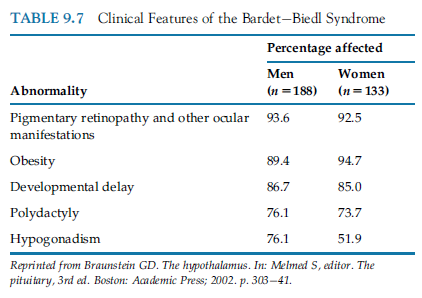 TABLE 9.7 Clinical Features of the Bardet—Biedl Syndrome
Percentage affected
Men Women
Abnormality (n = 188) (n = 133)
Pigmentary retinopathy and other ocular 93.6 92.5
manifestations
Obesity 89.4 94.7
Developmental delay 86.7 85.0
Polydactyly 76.1 73.7
Hypogonadism 76.1 51.9
Reprinted from Braunstein GD. The hypothalamus. In: Melmed S, editor. The
pituitary, 3rd ed. Boston: Academic Press; 2002. p. 303—41.